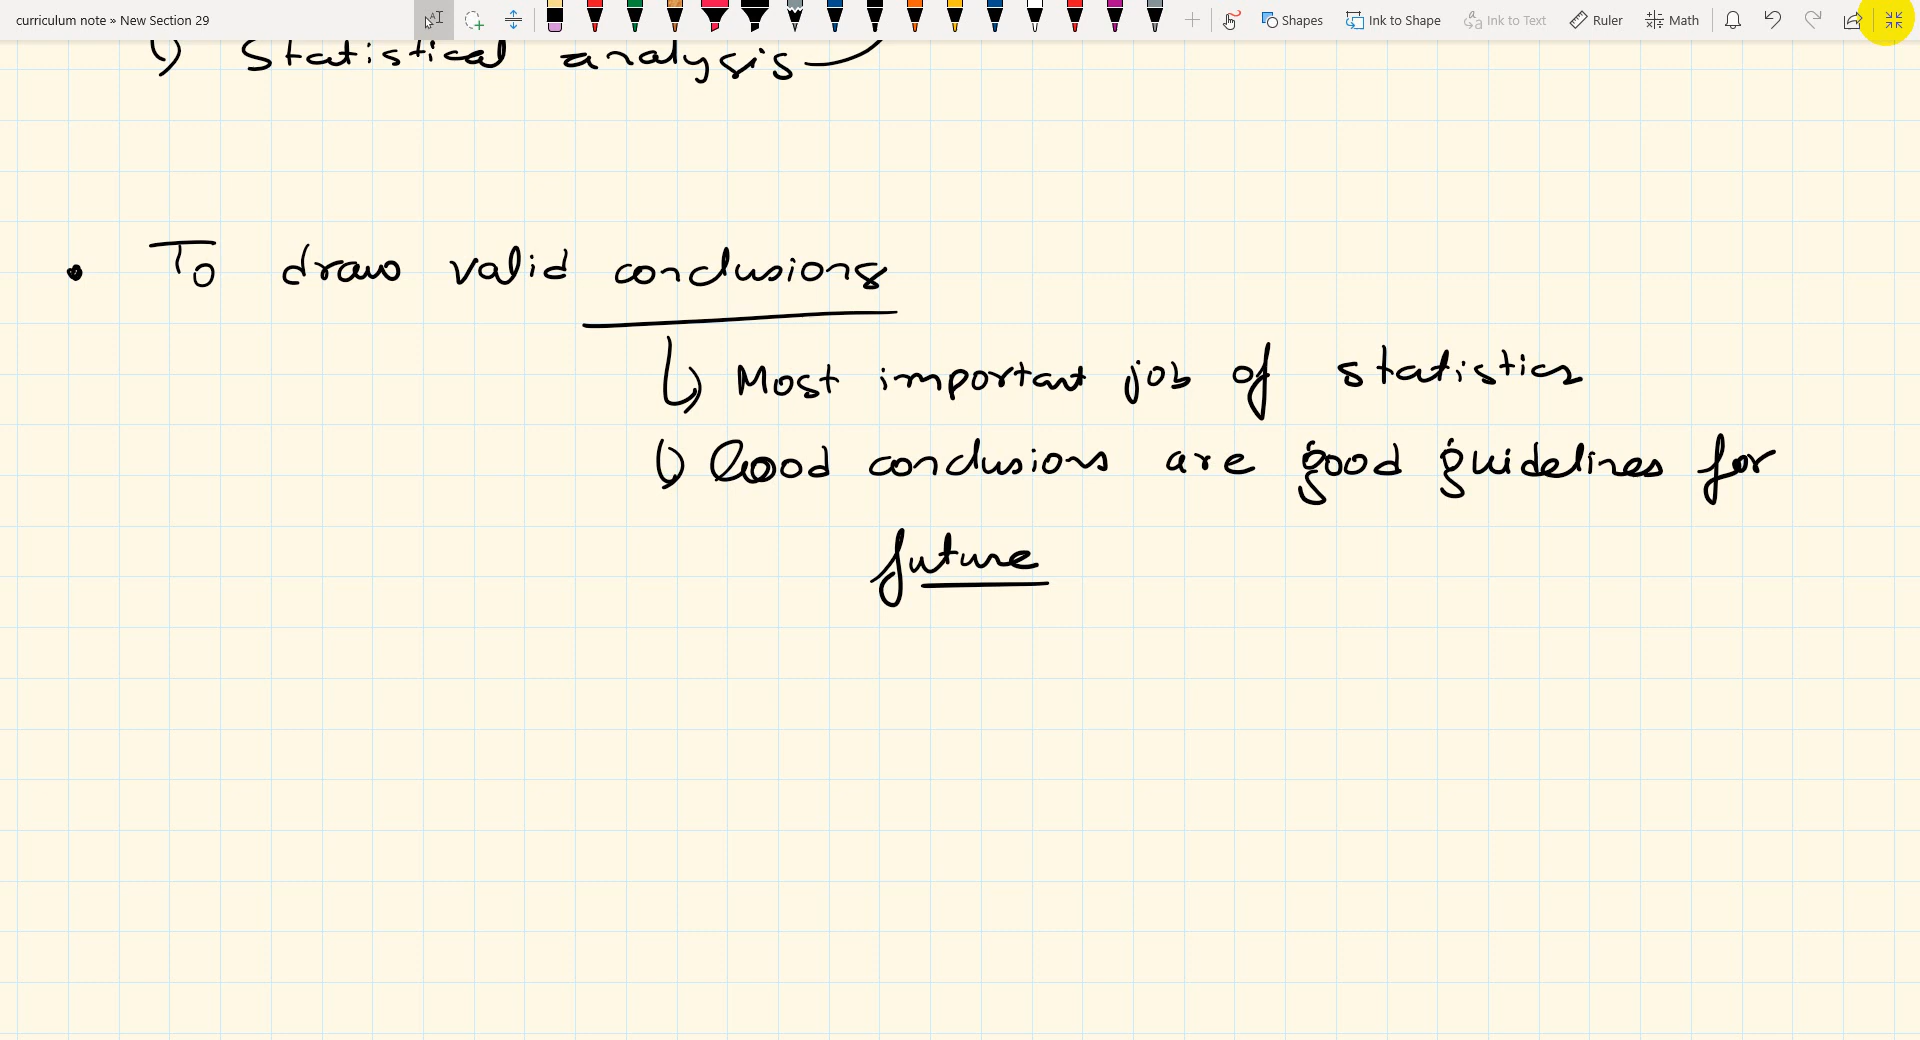 curriculum note » New Section 29
Shapes Ink to Shape Ink to Text Ruler Math
Statistical analysis
• To draw valid conclusions
Most important job of statistics
Good conclusions are good guidelines for
future